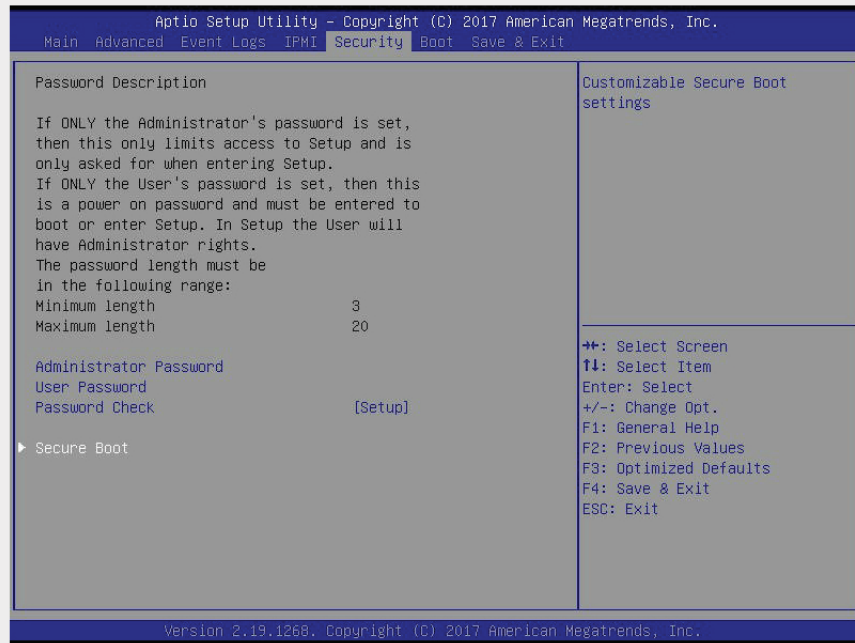 Aptio Setup Utility – Copyright (C) 2017 American Megatrends, Inc.
Main Advanced Event Logs IPMI Security Boot Save & Exit
Password Description
If ONLY the Administrator's password is set,
then this only limits access to Setup and is
only asked for when entering Setup.
If ONLY the User's password is set, then this
is a power on password and must be entered to
boot or enter Setup. In Setup the User will
have Administrator rights.
The password length must be
in the following range:
Minimum length 3
Maximum length 20
Administrator Password
User Password
Password Check [Setup]
Secure Boot
Customizable Secure Boot
settings
→←: Select Screen
↑↓: Select Item
Enter: Select
+/-: Change Opt.
F1: General Help
F2: Previous Values
F3: Optimized Defaults
F4: Save & Exit
ESC: Exit
Version 2.19.1268. Copyright (C) 2017 American Megatrends, Inc.